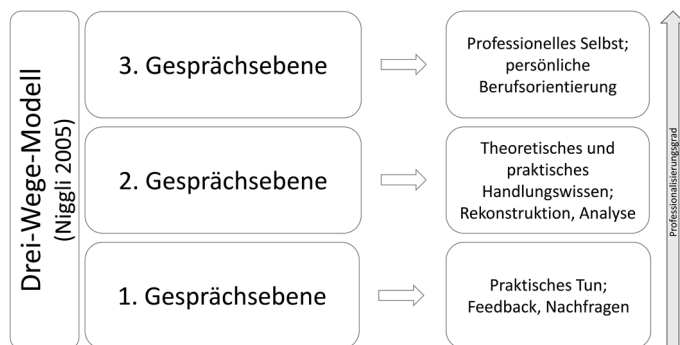 Drei-Wege-Modell
(Niggli 2005)
3. Gesprächsebene
Professionelles Selbst;
persönliche
Berufsorientierung
2. Gesprächsebene
Theoretisches und
praktisches
Handlungswissen;
Rekonstruktion, Analyse
1. Gesprächsebene
Praktisches Tun;
Feedback, Nachfragen
Professionalisierungsgrad